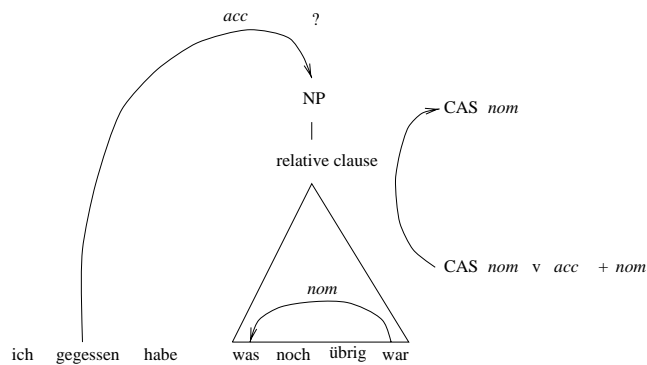 acc ?
NP
CAS nom
relative clause
CAS nom v acc + nom
nom
ich gegessen habe was noch übrig war